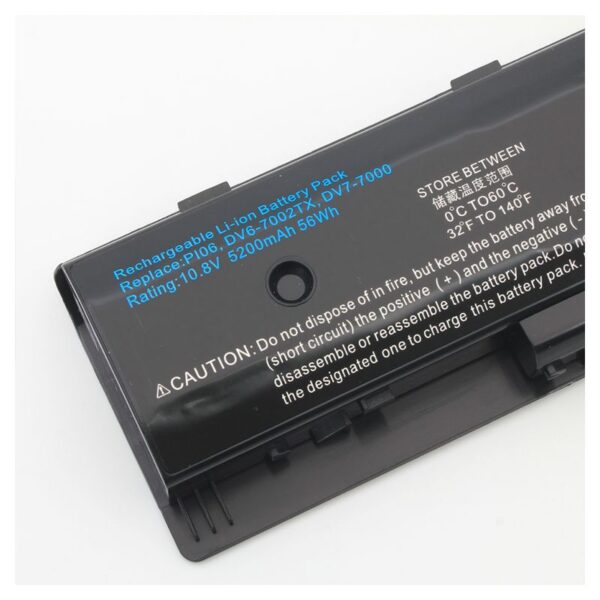 Rechargeable Li-ion Battery Pack
Replace:PI06, DV6-7002TX, DV7-7000
Rating:10.8V 5200mAh 56Wh
STORE BETWEEN
储藏温度范围
0℃ TO60℃
32℉ TO 140℉
⚠CAUTION: Do not dispose of in fire, but keep the battery away from
(short circuit) the positive (+) and the negative (-)
disassemble or reassemble the battery pack. Do not
the designated one to charge this battery pack.